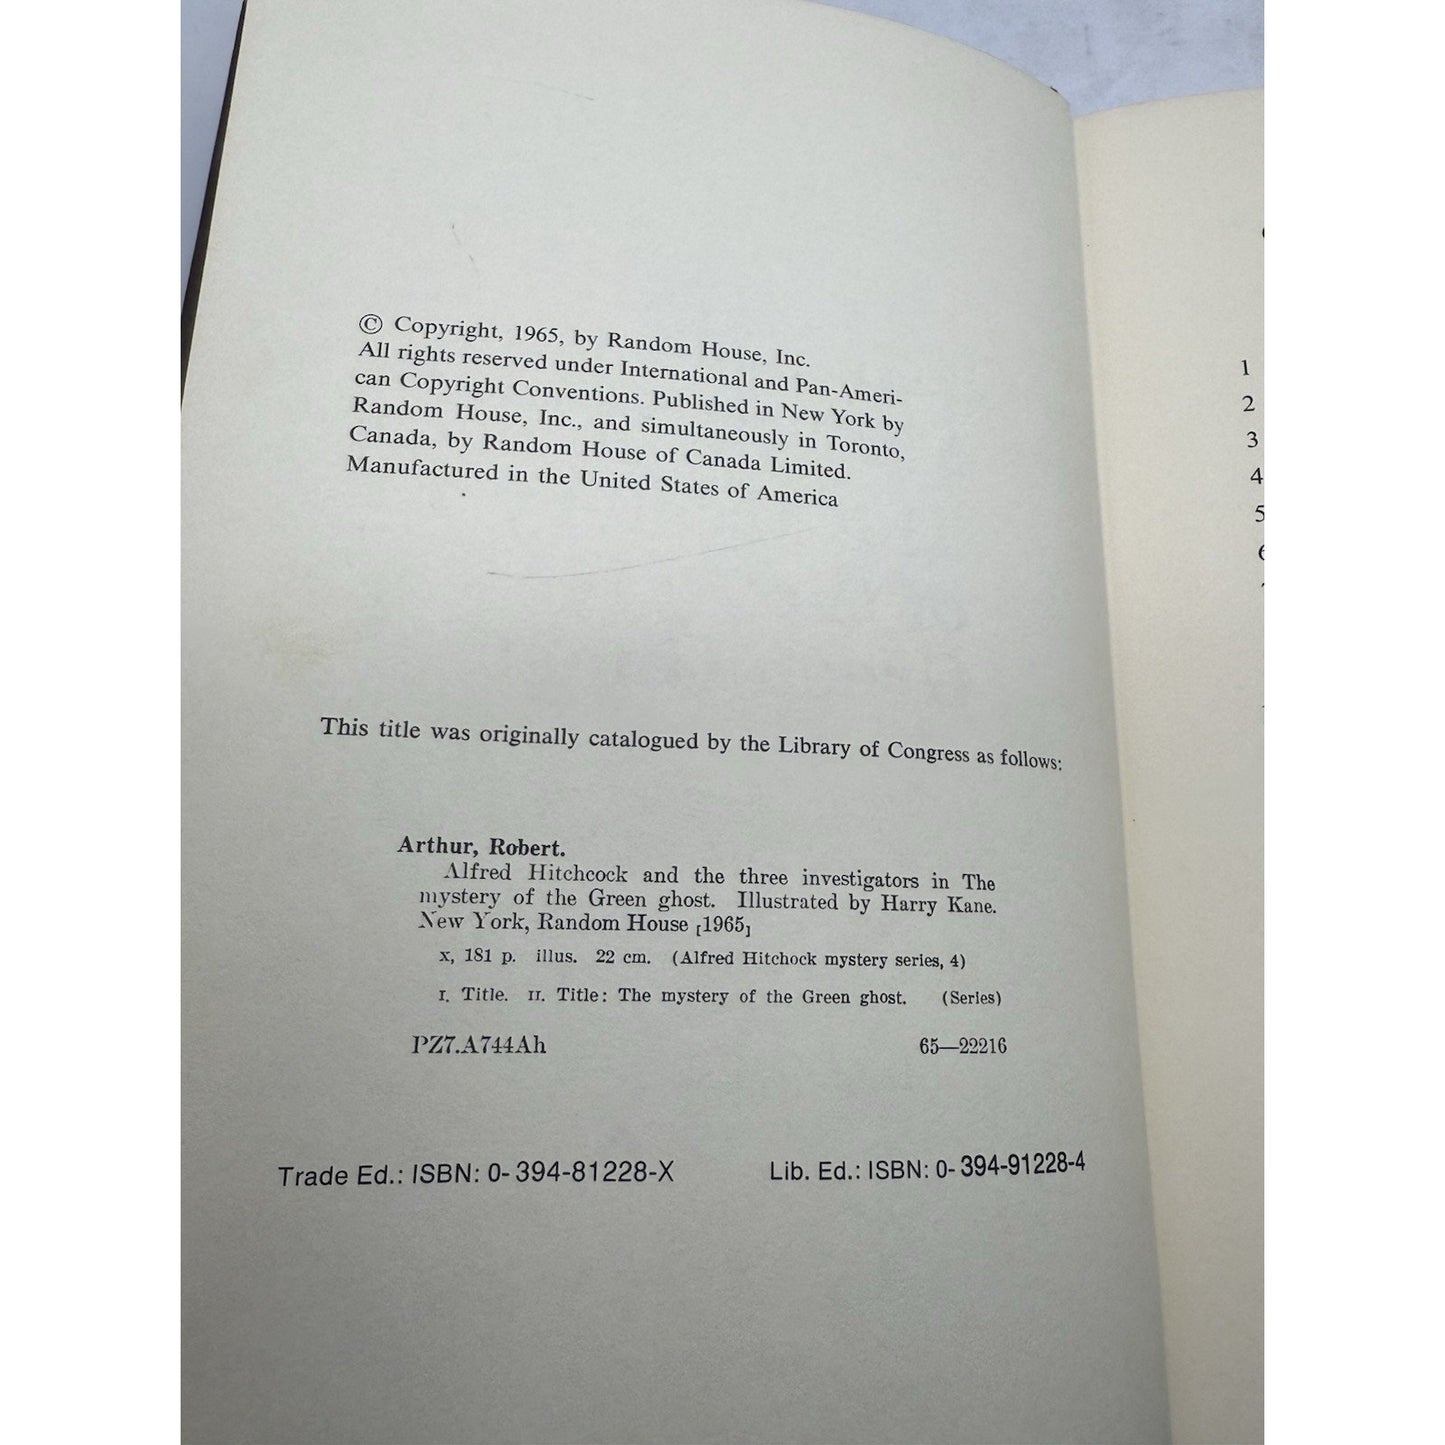 © Copyright, 1965, by Random House, Inc.
All rights reserved under International and Pan-Ameri-
can Copyright Conventions. Published in New York by
Random House, Inc., and simultaneously in Toronto,
Canada, by Random House of Canada Limited.
Manufactured in the United States of America
This title was originally catalogued by the Library of Congress as follows:
Arthur, Robert.
Alfred Hitchcock and the three investigators in The
mystery of the Green ghost. Illustrated by Harry Kane.
New York, Random House [1965]
x, 181 p. illus. 22 cm. (Alfred Hitchock mystery series, 4)
I. Title. II. Title: The mystery of the Green ghost. (Series)
PZ7.A744Ah 65—22216
Trade Ed.: ISBN: 0-394-81228-X Lib. Ed.: ISBN: 0-394-91228-4
1
2
3
4
5
6